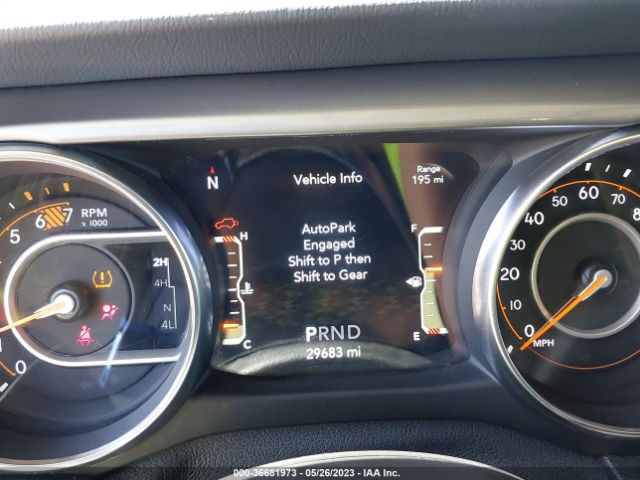 N
Vehicle Info
Range
195 mi
AutoPark
Engaged
Shift to P then
Shift to Gear
H
C
F
E
PRND
29683 mi
5 6 7
RPM
x 1000
0
2H
4H
N
4L
0 10 20 30 40 50 60 70 8
MPH
000-36681973 - 05/26/2023 - IAA Inc.